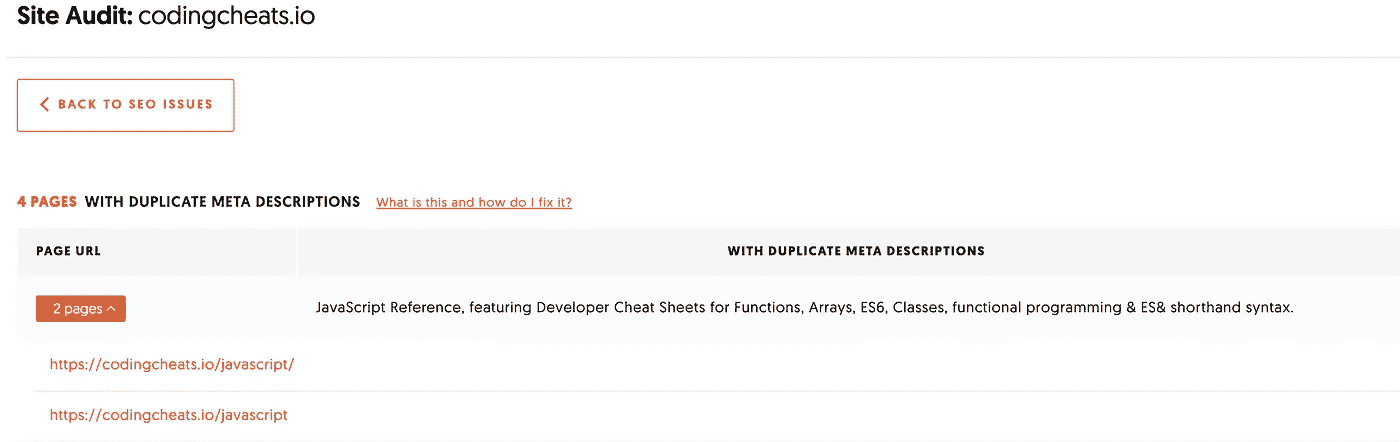 Site Audit: codingcheats.io
BACK TO SEO ISSUES
4 PAGES WITH DUPLICATE META DESCRIPTIONS What is this and how do I fix it?
PAGE URL WITH DUPLICATE META DESCRIPTIONS
2 pages JavaScript Reference, featuring Developer Cheat Sheets for Functions, Arrays, ES6, Classes, functional programming & ES& shorthand syntax.
https://codingcheats.io/javascript/
https://codingcheats.io/javascript